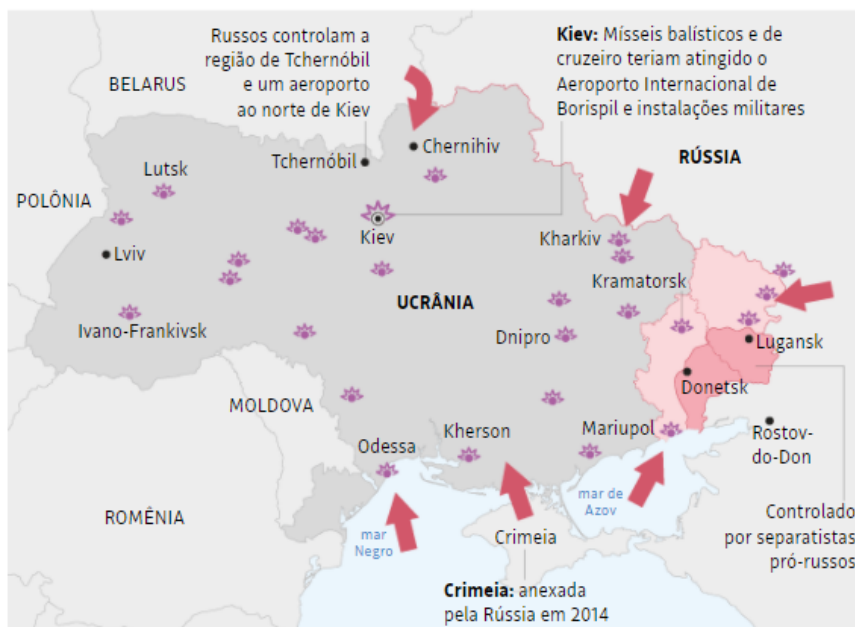 Russos controlam a
região de Tchernóbil
e um aeroporto
ao norte de Kiev
Kiev: Mísseis balísticos e de
cruzeiro teriam atingido o
Aeroporto Internacional de
Borispil e instalações militares
BELARUS
Chernihiv
Tchernóbil
RÚSSIA
Lutsk
POLÔNIA
Kiev
Kharkiv
Lviv
Kramatorsk
UCRÂNIA
Ivano-Frankivsk
Dnipro
Lugansk
Donetsk
MOLDOVA
Odessa
Kherson
Mariupol
Rostov-
do-Don
mar de
Azov
ROMÊNIA
mar
Negro
Crimeia
Controlado
por separatistas
pró-russos
Crimeia: anexada
pela Rússia em 2014